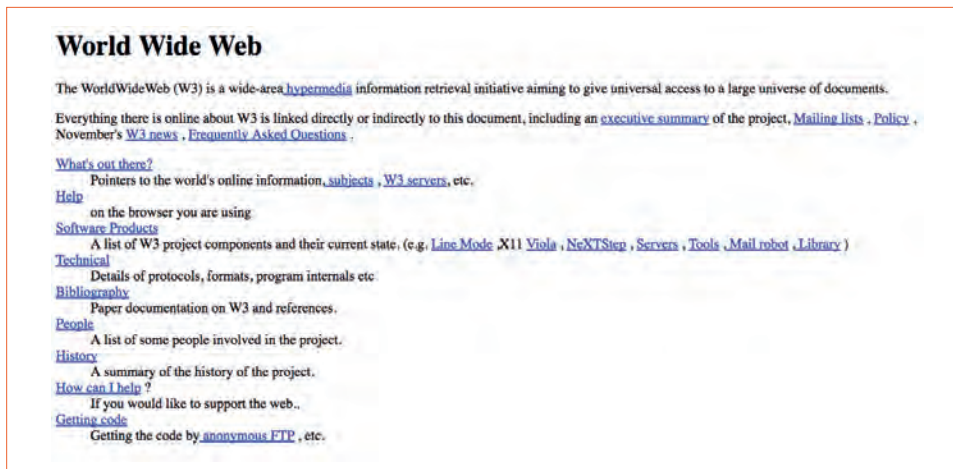 World Wide Web
The WorldWideWeb (W3) is a wide-area hypermedia information retrieval initiative aiming to give universal access to a large universe of documents.
Everything there is online about W3 is linked directly or indirectly to this document, including an executive summary of the project, Mailing lists , Policy ,
November's W3 news , Frequently Asked Questions .
What's out there?
Pointers to the world's online information, subjects , W3 servers, etc.
Help
on the browser you are using
Software Products
A list of W3 project components and their current state. (e.g. Line Mode ,X11 Viola , NeXTStep , Servers , Tools , Mail robot , Library )
Technical
Details of protocols, formats, program internals etc
Bibliography
Paper documentation on W3 and references.
People
A list of some people involved in the project.
History
A summary of the history of the project.
How can I help ?
If you would like to support the web..
Getting code
Getting the code by anonymous FTP , etc.